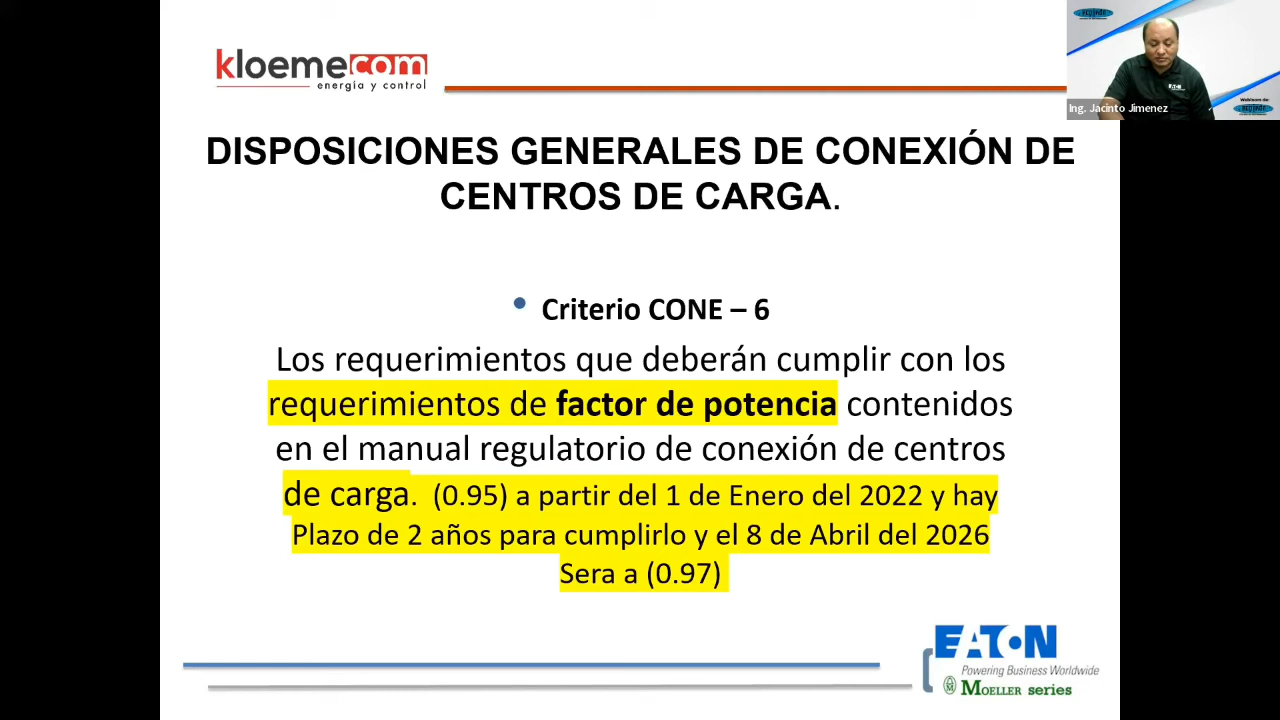 kloemecom
energía y control
Ing. Jacinto Jimenez
DISPOSICIONES GENERALES DE CONEXIÓN DE
CENTROS DE CARGA.
• Criterio CONE – 6
Los requerimientos que deberán cumplir con los
requerimientos de factor de potencia contenidos
en el manual regulatorio de conexión de centros
de carga. (0.95) a partir del 1 de Enero del 2022 y hay
Plazo de 2 años para cumplirlo y el 8 de Abril del 2026
Sera a (0.97)
EATON
Powering Business Worldwide
MOELLER series